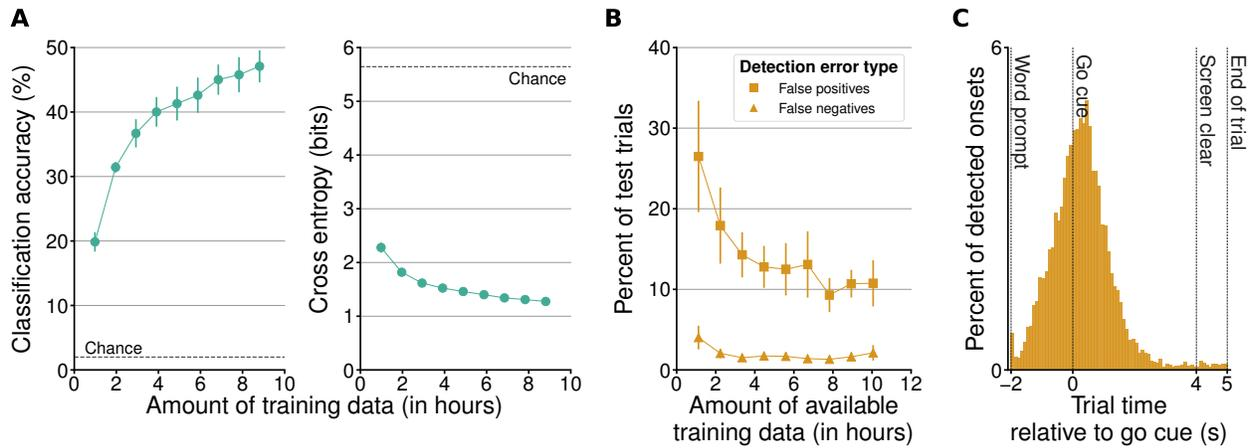 A
Classification accuracy (%)
50
40
30
20
10
0
Chance
0 2 4 6 8 10
Cross entropy (bits)
6
5
4
3
2
1
0
Chance
0 2 4 6 8 10
Amount of training data (in hours)
B
Percent of test trials
40
30
20
10
0
Detection error type
False positives
False negatives
0 2 4 6 8 10 12
Amount of available
training data (in hours)
C
Percent of detected onsets
6
0
Word prompt
Go cue
Screen clear
End of trial
−2 0 4 5
Trial time
relative to go cue (s)